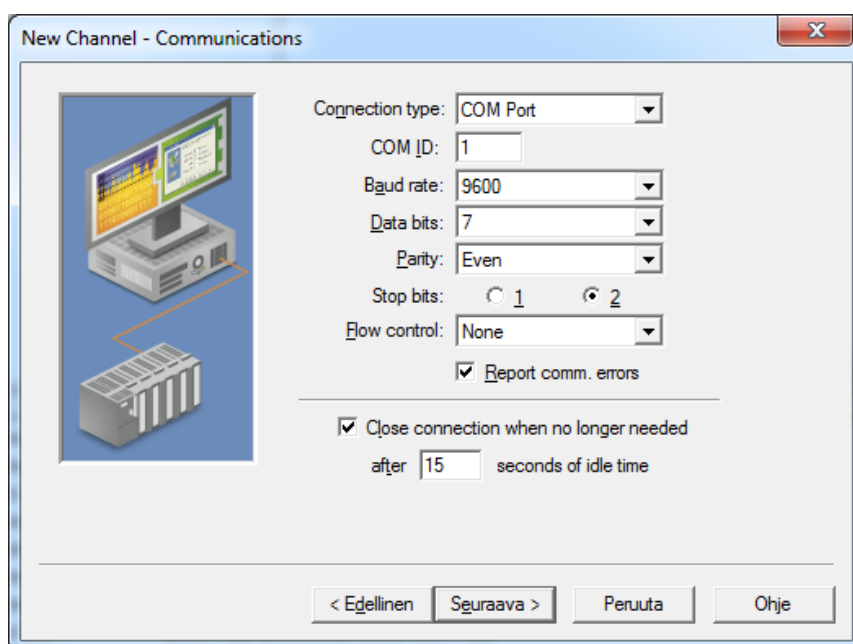 New Channel - Communications
Connection type: COM Port
COM ID: 1
Baud rate: 9600
Data bits: 7
Parity: Even
Stop bits: 1 2
Flow control: None
Report comm. errors
Close connection when no longer needed
after 15 seconds of idle time
< Edellinen Seuraava > Peruuta Ohje